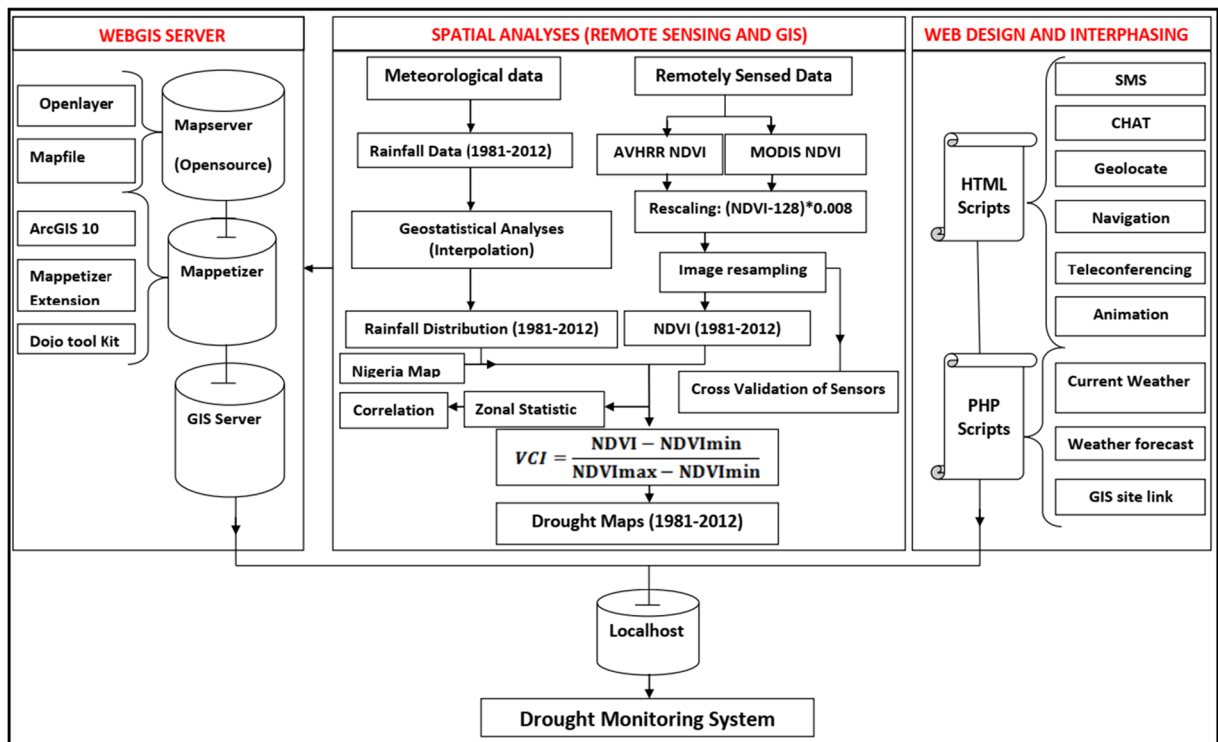 WEBGIS SERVER
Openlayer
Mapfile
ArcGIS 10
Mappetizer
Extension
Dojo tool Kit
Mapserver
(Opensource)
Mappetizer
GIS Server
SPATIAL ANALYSES (REMOTE SENSING AND GIS)
Meteorological data
Remotely Sensed Data
Rainfall Data (1981-2012)
AVHRR NDVI
MODIS NDVI
Rescaling: (NDVI-128)*0.008
Geostatistical Analyses
(Interpolation)
Image resampling
Rainfall Distribution (1981-2012)
NDVI (1981-2012)
Nigeria Map
Cross Validation of Sensors
Correlation
Zonal Statistic
VCI = NDVI − NDVImin
NDVImax − NDVImin
Drought Maps (1981-2012)
WEB DESIGN AND INTERPHASING
HTML
Scripts
PHP
Scripts
SMS
CHAT
Geolocate
Navigation
Teleconferencing
Animation
Current Weather
Weather forecast
GIS site link
Localhost
Drought Monitoring System